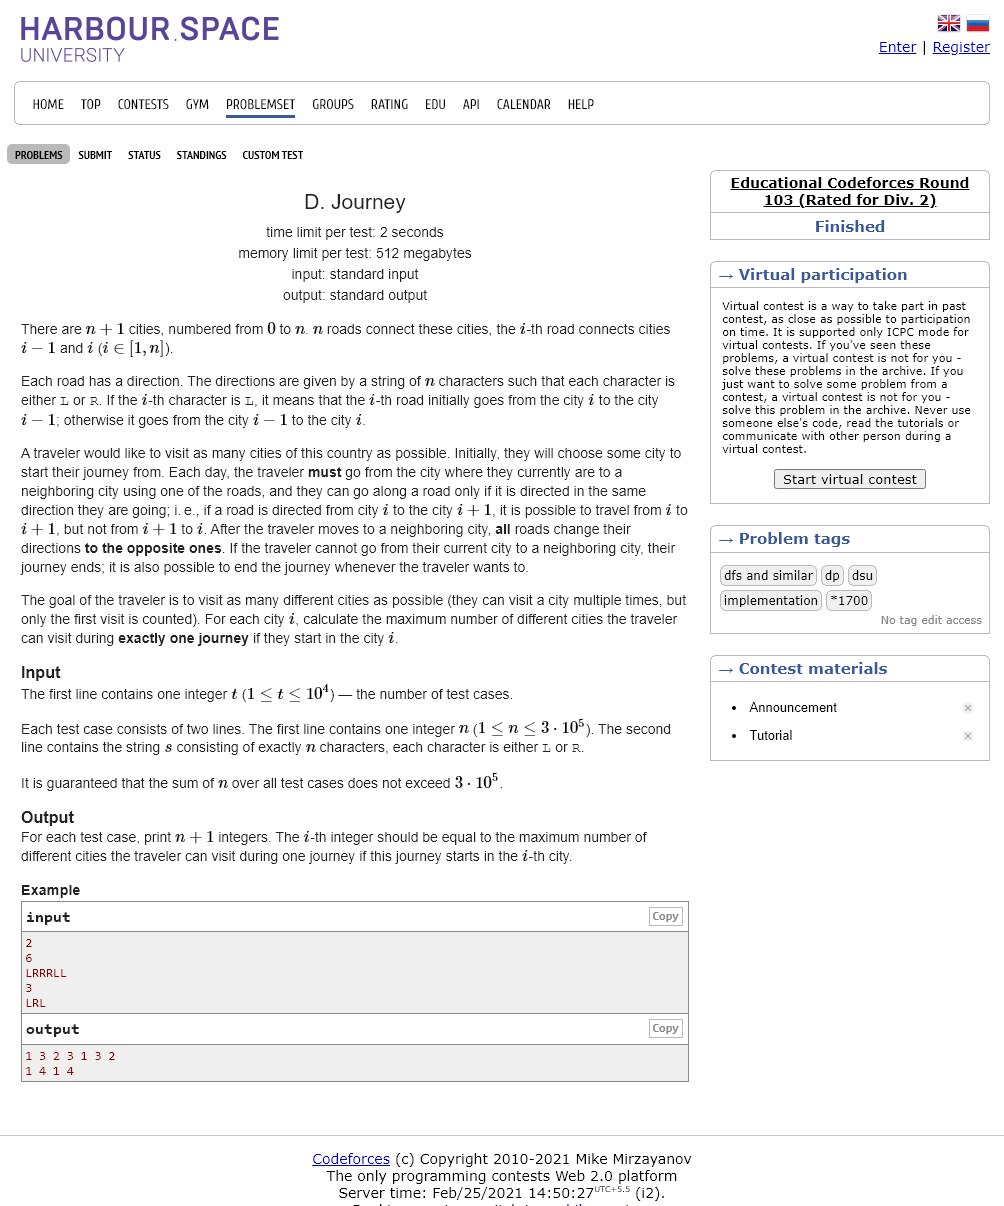 HARBOUR.SPACE
UNIVERSITY
Enter | Register
HOME TOP CONTESTS GYM PROBLEMSET GROUPS RATING EDU API CALENDAR HELP
PROBLEMS SUBMIT STATUS STANDINGS CUSTOM TEST
D. Journey
time limit per test: 2 seconds
memory limit per test: 512 megabytes
input: standard input
output: standard output
There are n + 1 cities, numbered from 0 to n. n roads connect these cities, the i-th road connects cities
i − 1 and i (i ∈ [1, n]).
Each road has a direction. The directions are given by a string of n characters such that each character is
either L or R. If the i-th character is L, it means that the i-th road initially goes from the city i to the city
i − 1; otherwise it goes from the city i − 1 to the city i.
A traveler would like to visit as many cities of this country as possible. Initially, they will choose some city to
start their journey from. Each day, the traveler must go from the city where they currently are to a
neighboring city using one of the roads, and they can go along a road only if it is directed in the same
direction they are going; i. e., if a road is directed from city i to the city i + 1, it is possible to travel from i to
i + 1, but not from i + 1 to i. After the traveler moves to a neighboring city, all roads change their
directions to the opposite ones. If the traveler cannot go from their current city to a neighboring city, their
journey ends; it is also possible to end the journey whenever the traveler wants to.
The goal of the traveler is to visit as many different cities as possible (they can visit a city multiple times, but
only the first visit is counted). For each city i, calculate the maximum number of different cities the traveler
can visit during exactly one journey if they start in the city i.
Input
The first line contains one integer t (1 ≤ t ≤ 10⁴) — the number of test cases.
Each test case consists of two lines. The first line contains one integer n (1 ≤ n ≤ 3 · 10⁵). The second
line contains the string s consisting of exactly n characters, each character is either L or R.
It is guaranteed that the sum of n over all test cases does not exceed 3 · 10⁵.
Output
For each test case, print n + 1 integers. The i-th integer should be equal to the maximum number of
different cities the traveler can visit during one journey if this journey starts in the i-th city.
Example
input Copy
2
6
LRRRLL
3
LRL
output Copy
1 3 2 3 1 3 2
1 4 1 4
Educational Codeforces Round
103 (Rated for Div. 2)
Finished
→ Virtual participation
Virtual contest is a way to take part in past
contest, as close as possible to participation
on time. It is supported only ICPC mode for
virtual contests. If you've seen these
problems, a virtual contest is not for you -
solve these problems in the archive. If you
just want to solve some problem from a
contest, a virtual contest is not for you -
solve this problem in the archive. Never use
someone else's code, read the tutorials or
communicate with other person during a
virtual contest.
Start virtual contest
→ Problem tags
dfs and similar dp dsu
implementation *1700
No tag edit access
→ Contest materials
• Announcement
• Tutorial
Codeforces (c) Copyright 2010-2021 Mike Mirzayanov
The only programming contests Web 2.0 platform
Server time: Feb/25/2021 14:50:27UTC+5.5 (i2).